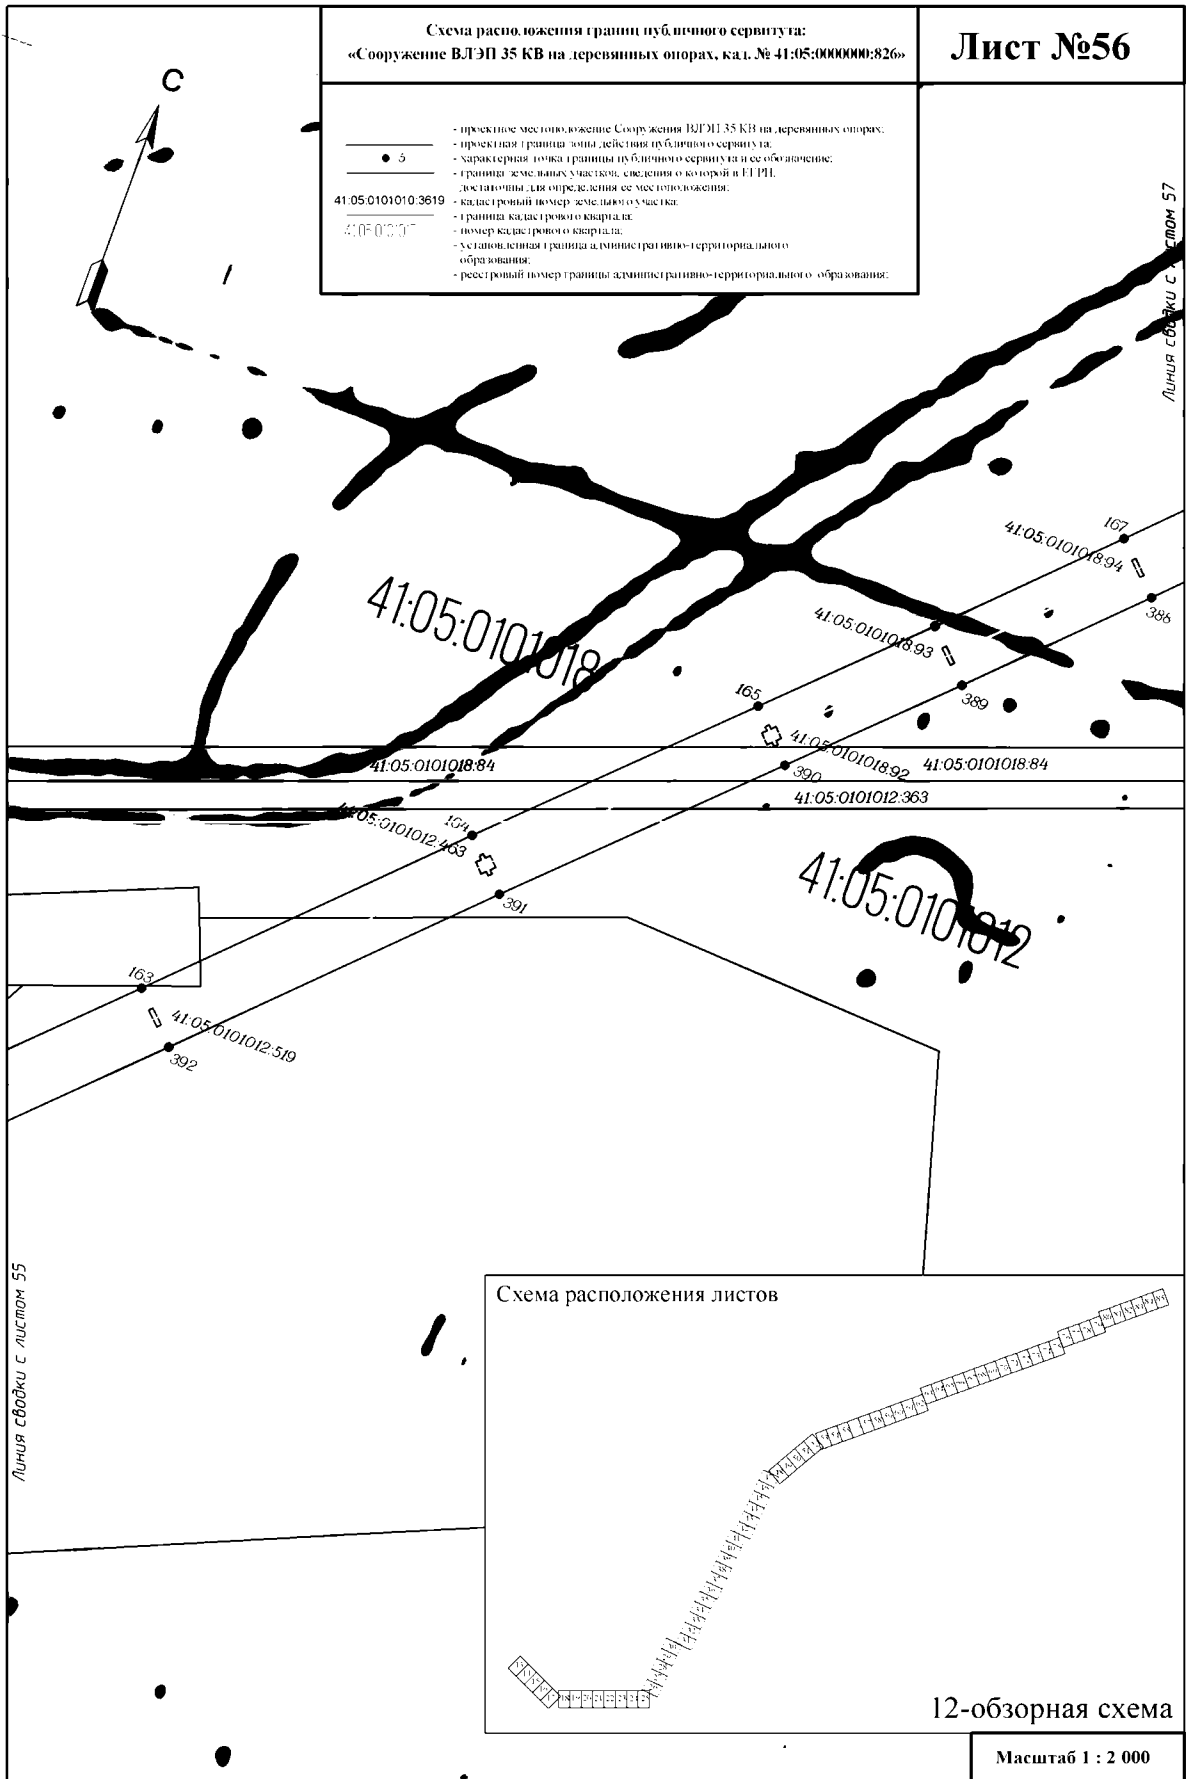 Схема расположения границ публичного сервитута:
«Сооружение ВЛЭП 35 КВ на деревянных опорах, кад. № 41:05:0000000:826»
Лист №56
С
- проектное местоположение Сооружения ВЛЭП 35 КВ на деревянных опорах;
- проектная граница зоны действия публичного сервитута;
- характерная точка границы публичного сервитута и ее обозначение;
- граница земельных участков, сведения о которой в ЕГРН,
достаточны для определения ее местоположения;
41:05:0101010:3619 - кадастровый номер земельного участка;
- граница кадастрового квартала;
- номер кадастрового квартала;
- установленная граница административно-территориального
образования;
- реестровый номер границы административно-территориального образования;
Линия сводки с листом 57
167
41:05:0101018:94
388
41:05:0101018
41:05:0101018:93
389
165
41:05:0101018:92
390
41:05:0101018:84
41:05:0101018:84
41:05:0101012:363
164
41:05:0101012:463
391
41:05:0101012
163
41:05:0101012:519
392
Линия сводки с листом 55
Схема расположения листов
12-обзорная схема
Масштаб 1 : 2 000